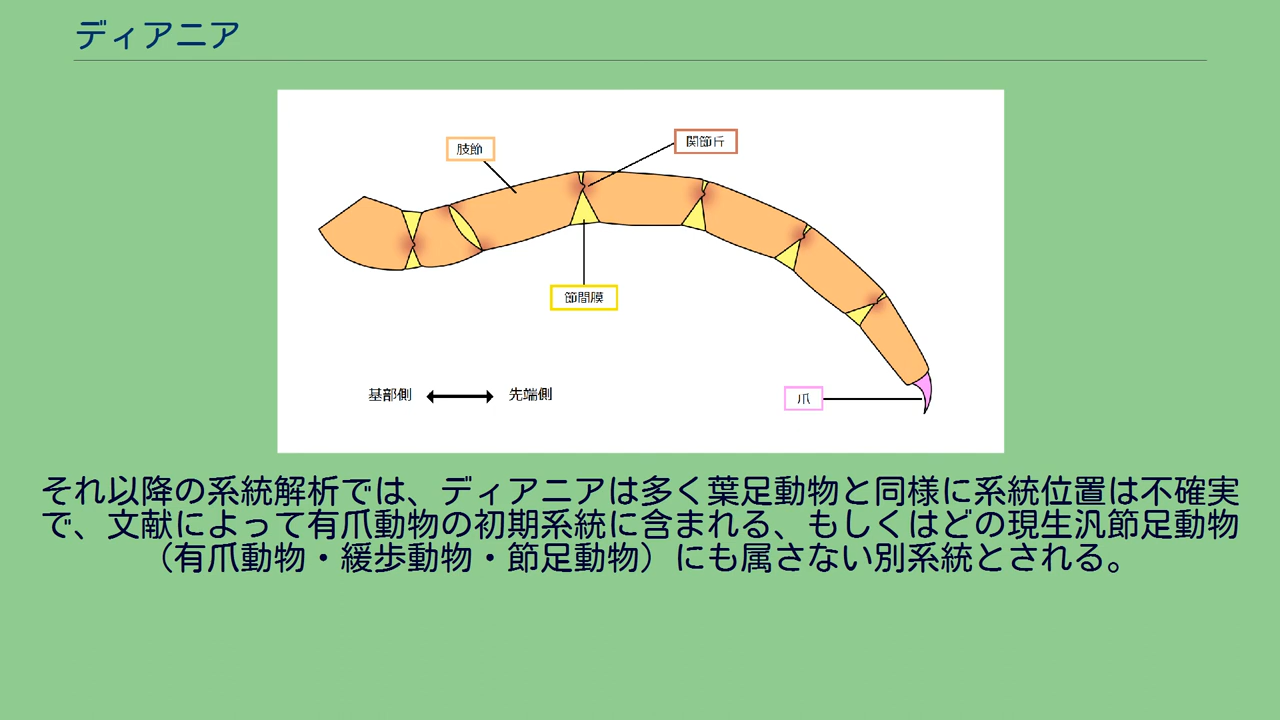 ディアニア
肢節
関節丘
節間膜
基部側
先端側
爪
それ以降の系統解析では、ディアニアは多く葉足動物と同様に系統位置は不確実
で、文献によって有爪動物の初期系統に含まれる、もしくはどの現生汎節足動物
（有爪動物・緩歩動物・節足動物）にも属さない別系統とされる。